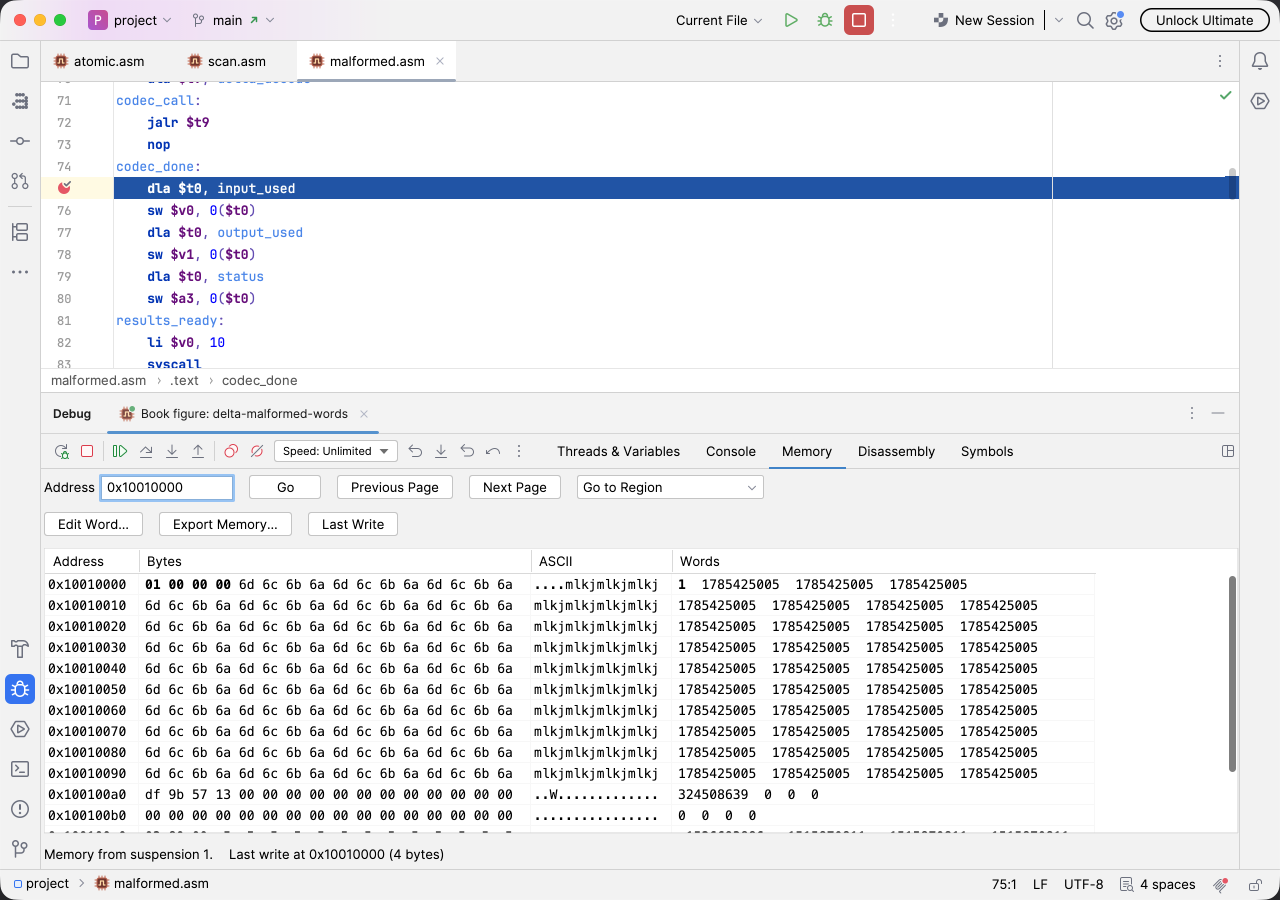 P project main Current File New Session Unlock Ultimate
atomic.asm scan.asm malformed.asm
71 codec_call:
72 jalr $t9
73 nop
74 codec_done:
dla $t0, input_used
76 sw $v0, 0($t0)
77 dla $t0, output_used
78 sw $v1, 0($t0)
79 dla $t0, status
80 sw $a3, 0($t0)
81 results_ready:
82 li $v0, 10
83 syscall
malformed.asm › .text › codec_done
Debug Book figure: delta-malformed-words
Speed: Unlimited Threads & Variables Console Memory Disassembly Symbols
Address 0x10010000 Go Previous Page Next Page Go to Region
Edit Word... Export Memory... Last Write
Address Bytes ASCII Words
0x10010000 01 00 00 00 6d 6c 6b 6a 6d 6c 6b 6a 6d 6c 6b 6a ....mlkjmlkjmlkj 1 1785425005 1785425005 1785425005
0x10010010 6d 6c 6b 6a 6d 6c 6b 6a 6d 6c 6b 6a 6d 6c 6b 6a mlkjmlkjmlkjmlkj 1785425005 1785425005 1785425005 1785425005
0x10010020 6d 6c 6b 6a 6d 6c 6b 6a 6d 6c 6b 6a 6d 6c 6b 6a mlkjmlkjmlkjmlkj 1785425005 1785425005 1785425005 1785425005
0x10010030 6d 6c 6b 6a 6d 6c 6b 6a 6d 6c 6b 6a 6d 6c 6b 6a mlkjmlkjmlkjmlkj 1785425005 1785425005 1785425005 1785425005
0x10010040 6d 6c 6b 6a 6d 6c 6b 6a 6d 6c 6b 6a 6d 6c 6b 6a mlkjmlkjmlkjmlkj 1785425005 1785425005 1785425005 1785425005
0x10010050 6d 6c 6b 6a 6d 6c 6b 6a 6d 6c 6b 6a 6d 6c 6b 6a mlkjmlkjmlkjmlkj 1785425005 1785425005 1785425005 1785425005
0x10010060 6d 6c 6b 6a 6d 6c 6b 6a 6d 6c 6b 6a 6d 6c 6b 6a mlkjmlkjmlkjmlkj 1785425005 1785425005 1785425005 1785425005
0x10010070 6d 6c 6b 6a 6d 6c 6b 6a 6d 6c 6b 6a 6d 6c 6b 6a mlkjmlkjmlkjmlkj 1785425005 1785425005 1785425005 1785425005
0x10010080 6d 6c 6b 6a 6d 6c 6b 6a 6d 6c 6b 6a 6d 6c 6b 6a mlkjmlkjmlkjmlkj 1785425005 1785425005 1785425005 1785425005
0x10010090 6d 6c 6b 6a 6d 6c 6b 6a 6d 6c 6b 6a 6d 6c 6b 6a mlkjmlkjmlkjmlkj 1785425005 1785425005 1785425005 1785425005
0x100100a0 df 9b 57 13 00 00 00 00 00 00 00 00 00 00 00 00 ..W............. 324508639 0 0 0
0x100100b0 00 00 00 00 00 00 00 00 00 00 00 00 00 00 00 00 ................ 0 0 0 0
Memory from suspension 1. Last write at 0x10010000 (4 bytes)
project › malformed.asm 75:1 LF UTF-8 4 spaces